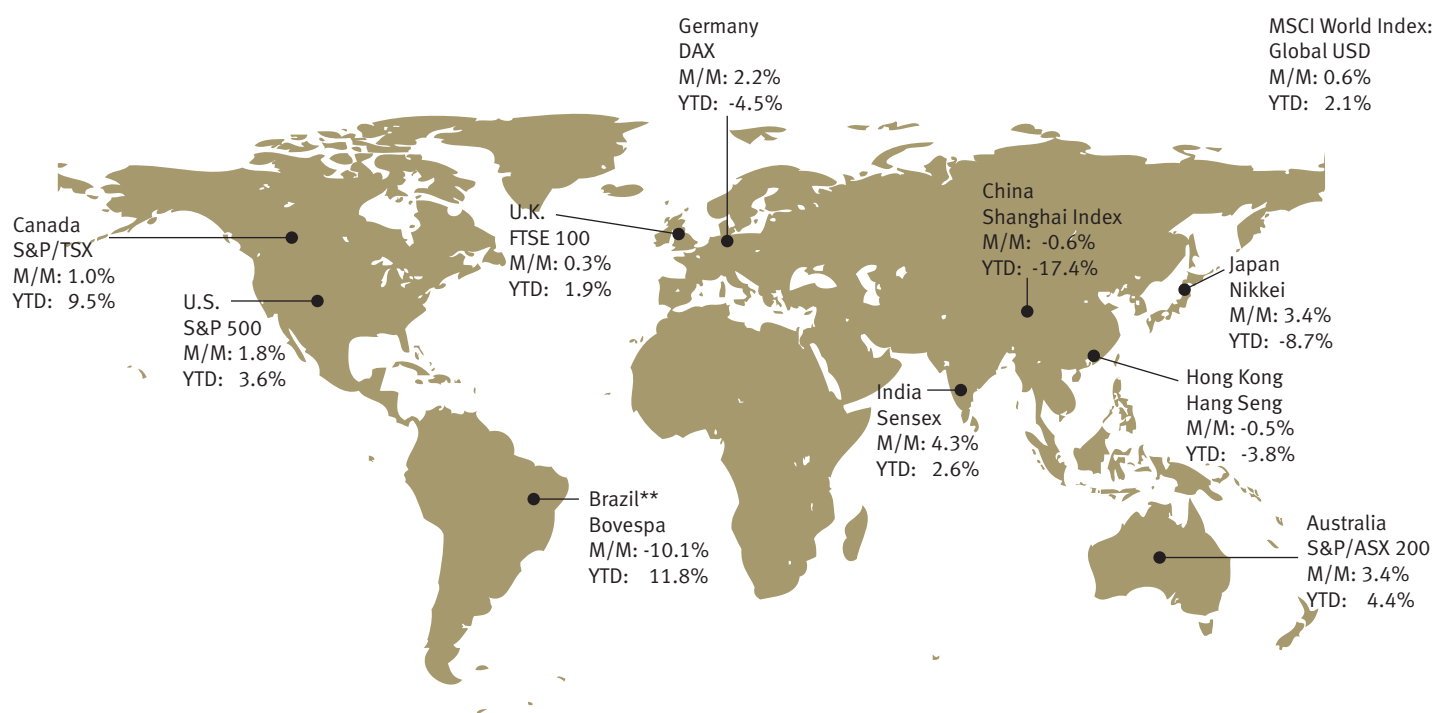 Germany
DAX
M/M: 2.2%
YTD: -4.5%
MSCI World Index:
Global USD
M/M: 0.6%
YTD: 2.1%
Canada
S&P/TSX
M/M: 1.0%
YTD: 9.5%
U.S.
S&P 500
M/M: 1.8%
YTD: 3.6%
U.K.
FTSE 100
M/M: 0.3%
YTD: 1.9%
China
Shanghai Index
M/M: -0.6%
YTD: -17.4%
Japan
Nikkei
M/M: 3.4%
YTD: -8.7%
Hong Kong
Hang Seng
M/M: -0.5%
YTD: -3.8%
India
Sensex
M/M: 4.3%
YTD: 2.6%
Brazil**
Bovespa
M/M: -10.1%
YTD: 11.8%
Australia
S&P/ASX 200
M/M: 3.4%
YTD: 4.4%